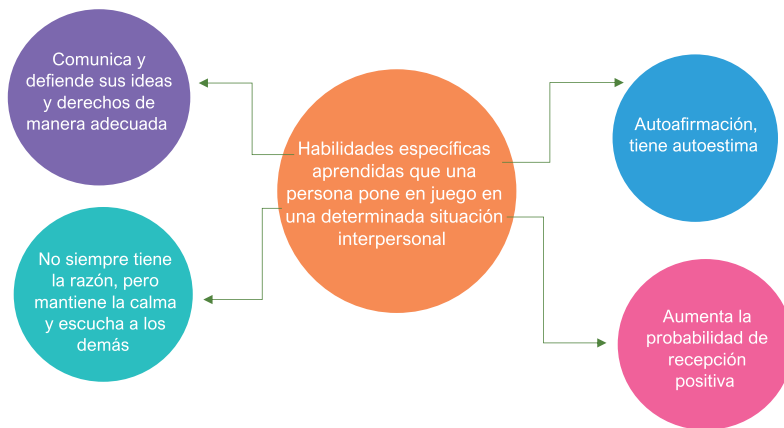 Comunica y
defiende sus ideas
y derechos de
manera adecuada
Habilidades específicas
aprendidas que una
persona pone en juego en
una determinada situación
interpersonal
Autoafirmación,
tiene autoestima
No siempre tiene
la razón, pero
mantiene la calma
y escucha a los
demás
Aumenta la
probabilidad de
recepción
positiva